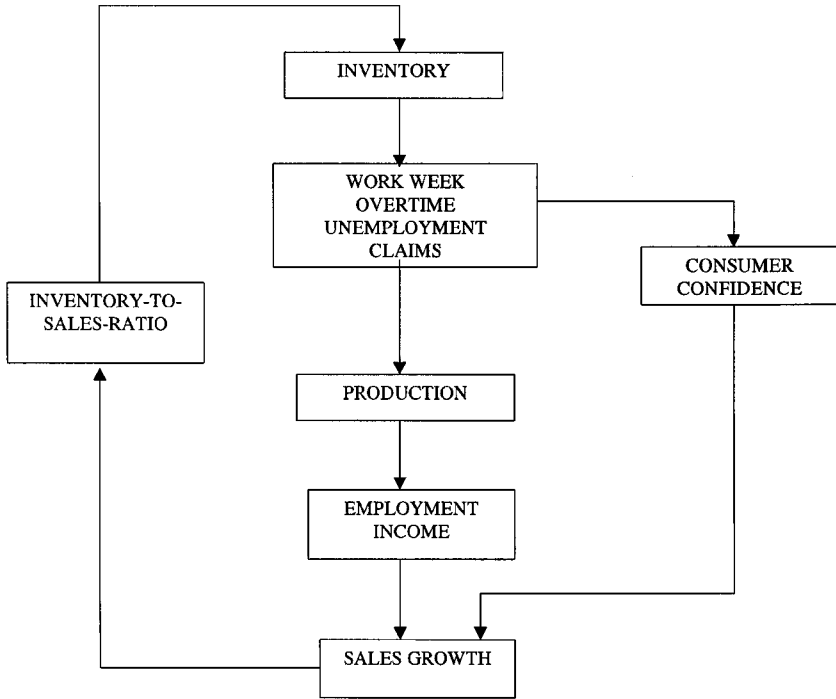 INVENTORY
WORK WEEK
OVERTIME
UNEMPLOYMENT
CLAIMS
CONSUMER
CONFIDENCE
INVENTORY-TO-
SALES-RATIO
PRODUCTION
EMPLOYMENT
INCOME
SALES GROWTH